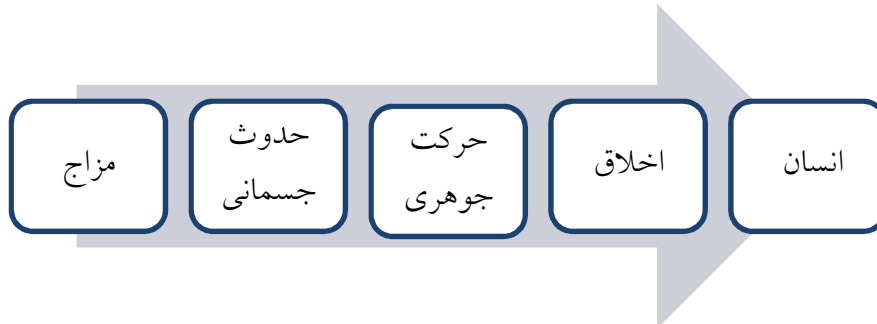 مزاج
حدوث
جسمانی
حرکت
جوهری
اخلاق
انسان